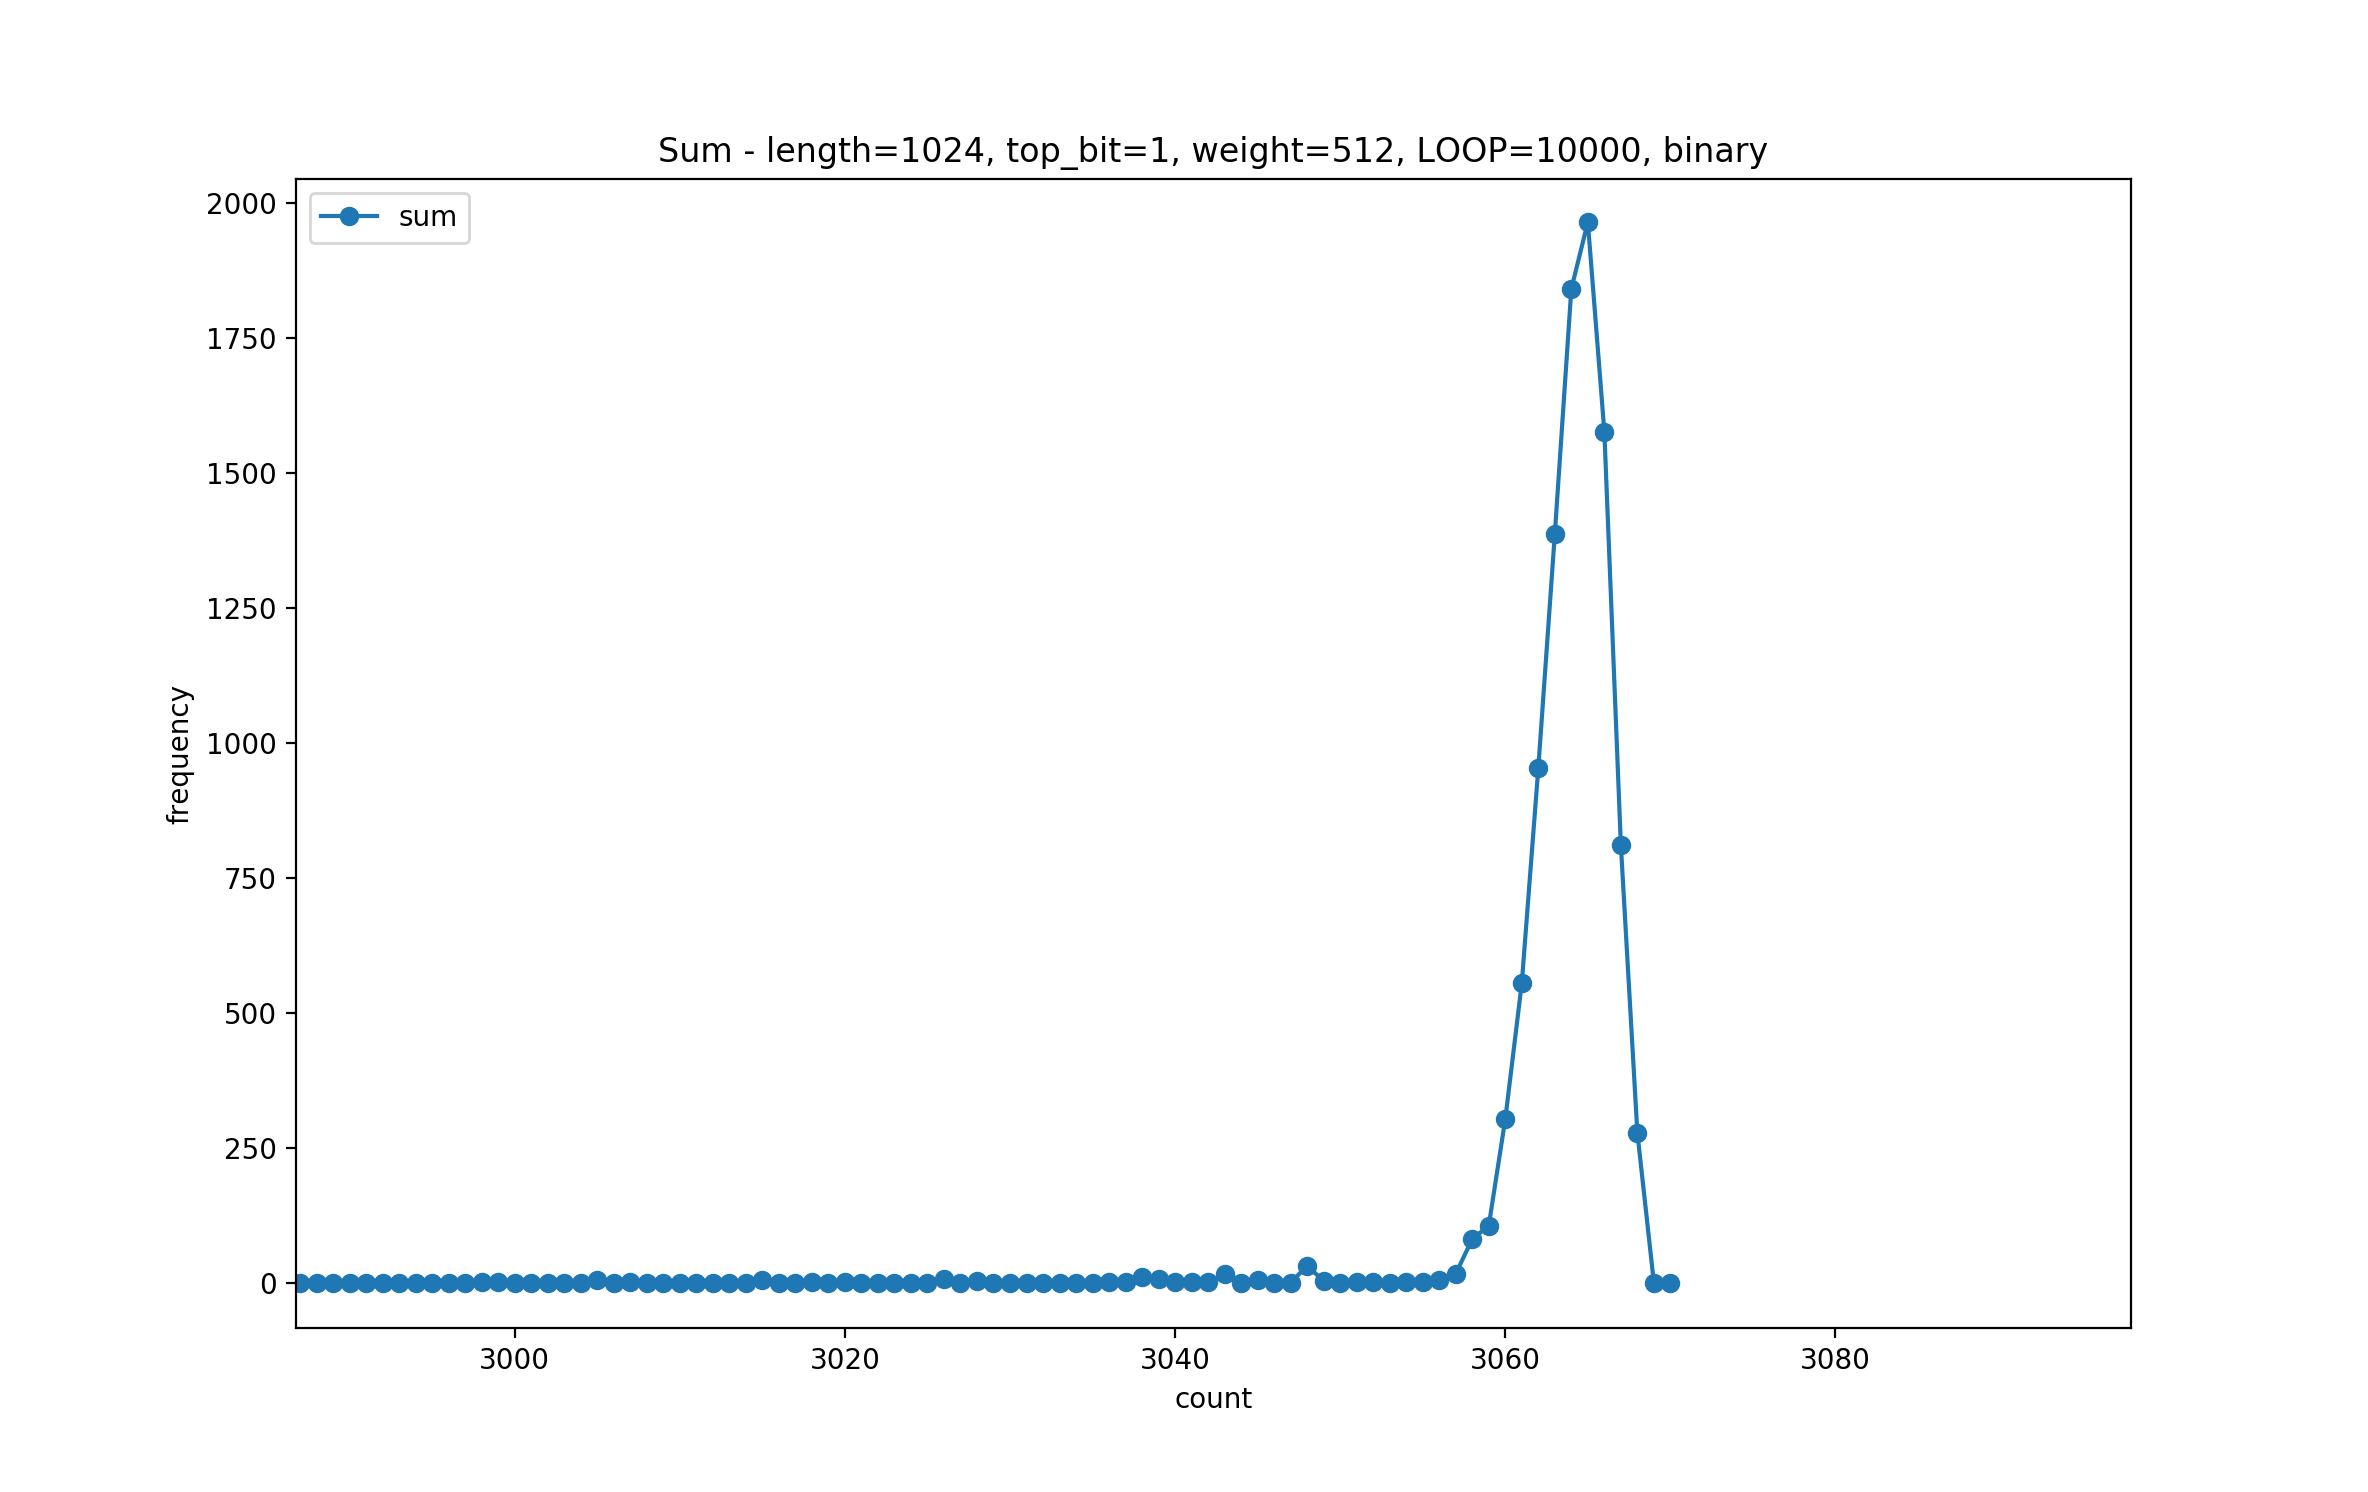 Sum - length=1024, top_bit=1, weight=512, LOOP=10000, binary
sum
2000
1750
1500
1250
1000
750
500
250
0
frequency
3000 3020 3040 3060 3080
count